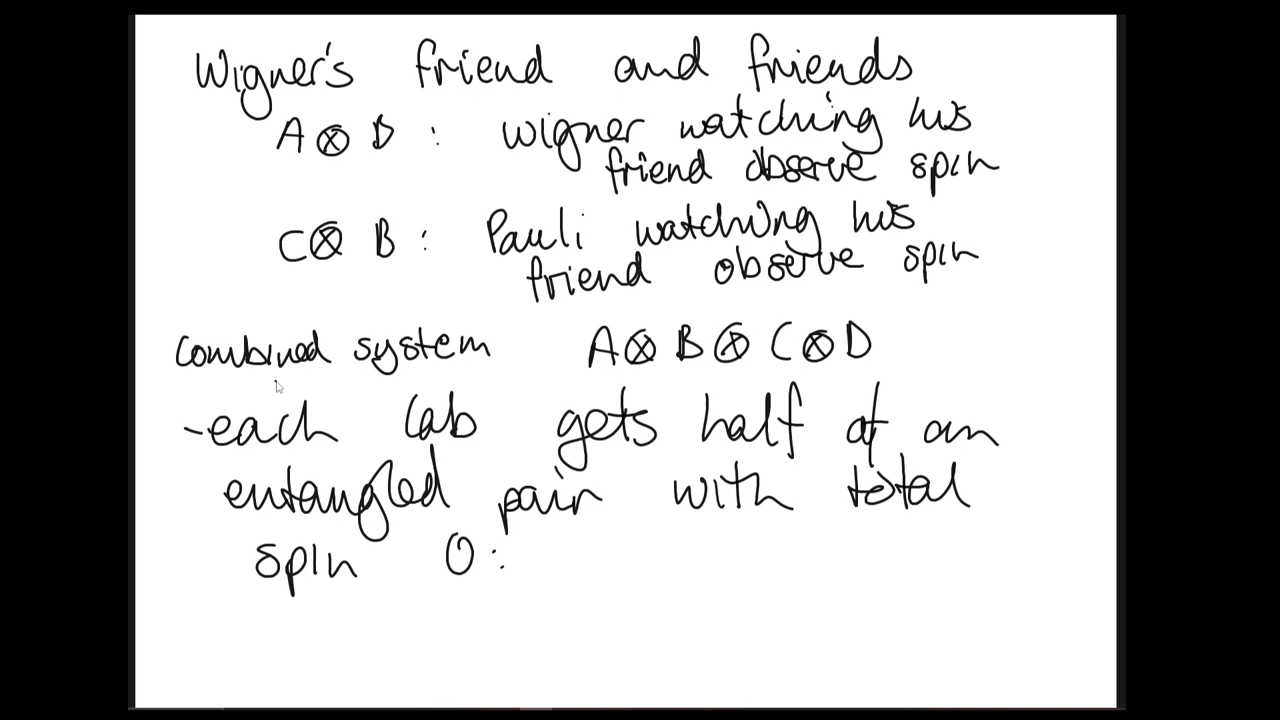 Wigner's friend and friends
A ⊗ B : wigner watching his
friend observe spin
C ⊗ B : Pauli watching his
friend observe spin
combined system A ⊗ B ⊗ C ⊗ D
-each lab gets half of an
entangled pair with total
spin 0: